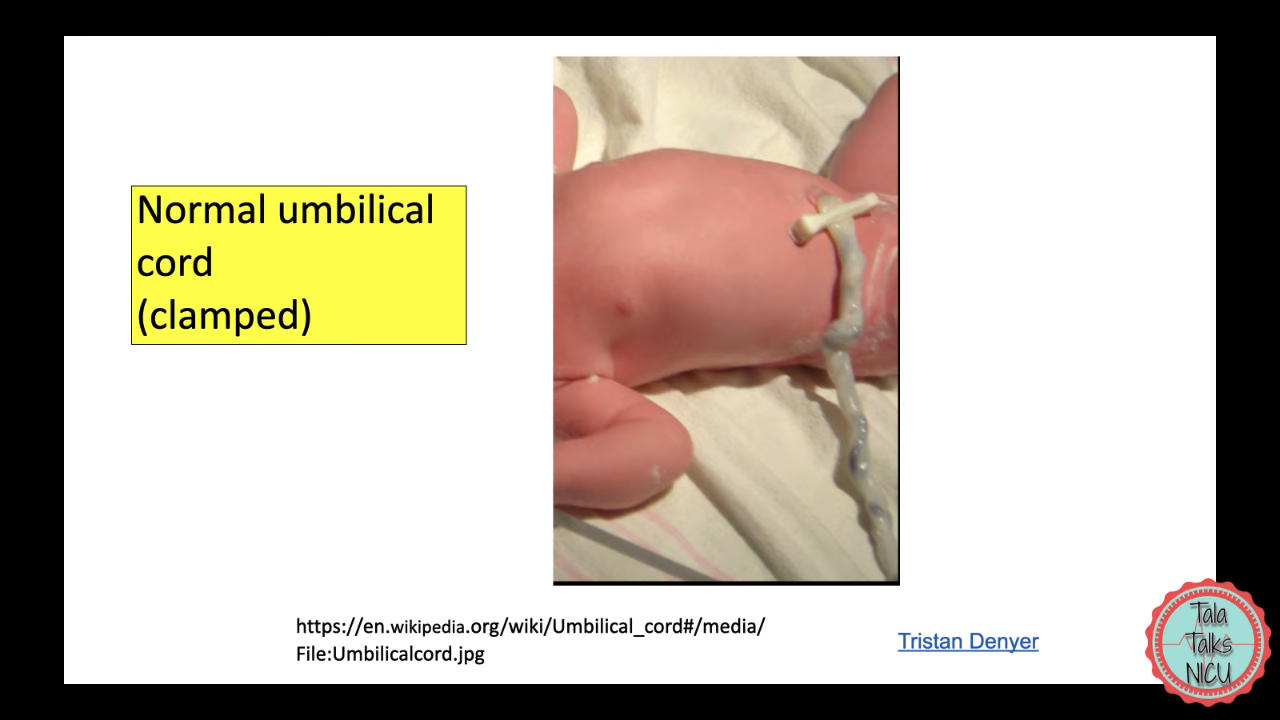 Normal umbilical
cord
(clamped)
https://en.wikipedia.org/wiki/Umbilical_cord#/media/
File:Umbilicalcord.jpg
Tristan Denyer
Tala
Talks
NICU